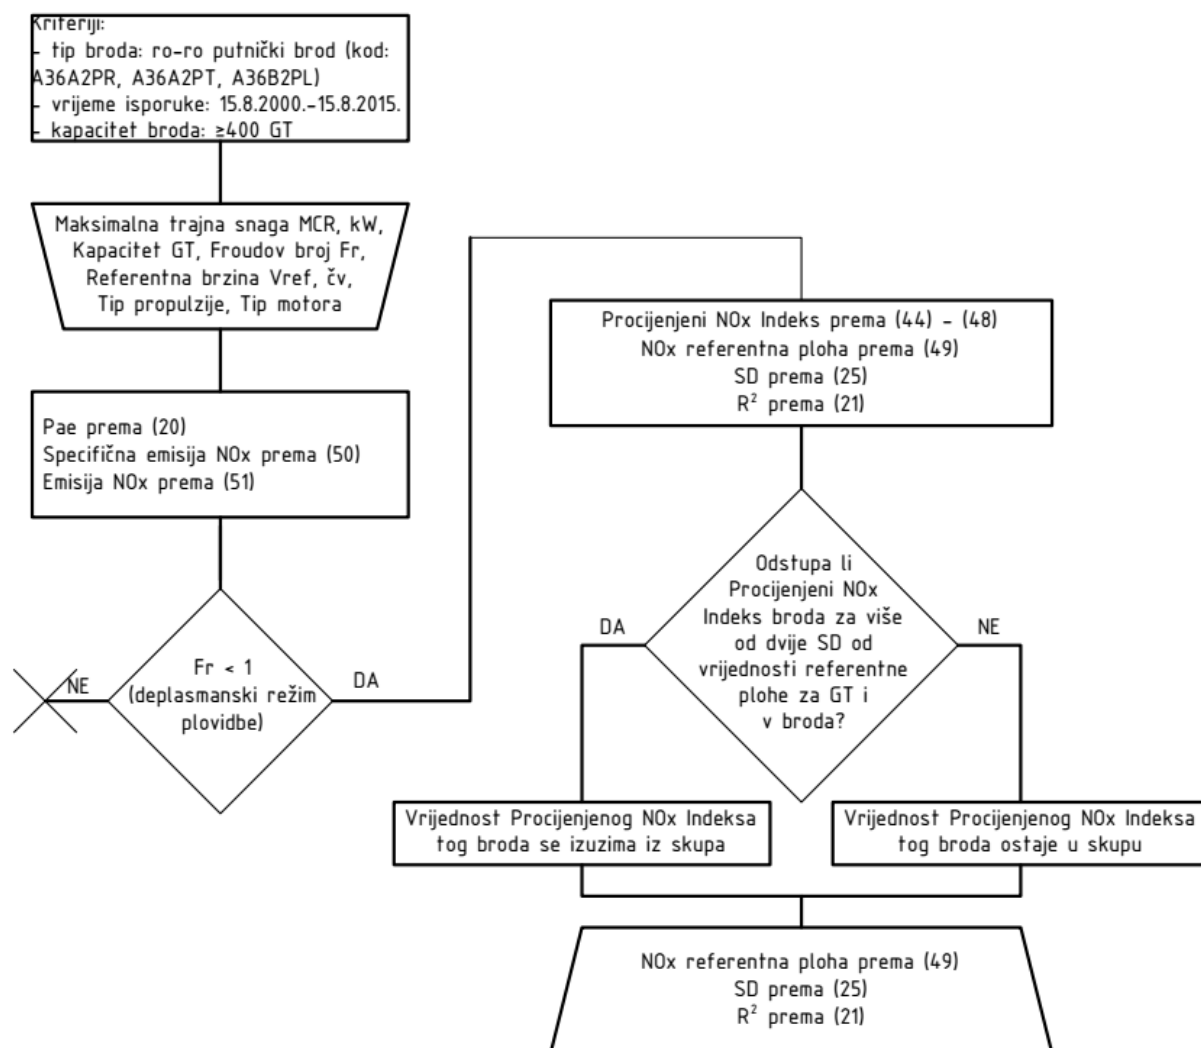 Kriteriji:
- tip broda: ro-ro putnički brod (kod:
A36A2PR, A36A2PT, A36B2PL)
- vrijeme isporuke: 15.8.2000.-15.8.2015.
- kapacitet broda: ≥400 GT
Maksimalna trajna snaga MCR, kW,
Kapacitet GT, Froudov broj Fr,
Referentna brzina Vref, čv,
Tip propulzije, Tip motora
Pae prema (20)
Specifična emisija NOx prema (50)
Emisija NOx prema (51)
Fr < 1
(deplasmanski režim
plovidbe)
NE
DA
Procijenjeni NOx Indeks prema (44) - (48)
NOx referentna ploha prema (49)
SD prema (25)
R² prema (21)
Odstupa li
Procijenjeni NOx
Indeks broda za više
od dvije SD od
vrijednosti referentne
plohe za GT i
v broda?
DA
NE
Vrijednost Procijenjenog NOx Indeksa
tog broda se izuzima iz skupa
Vrijednost Procijenjenog NOx Indeksa
tog broda ostaje u skupu
NOx referentna ploha prema (49)
SD prema (25)
R² prema (21)